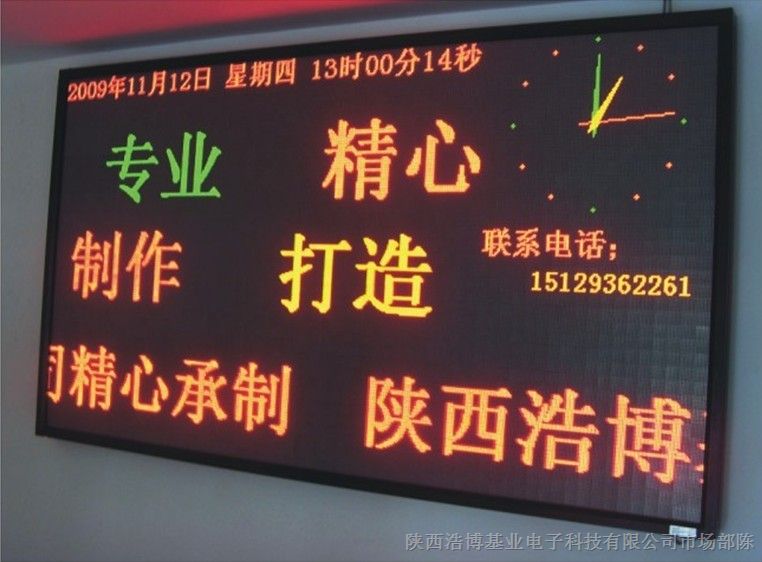 2009年11月12日 星期四 13时00分14秒
专业 精心
制作 打造
联系电话；
15129362261
司精心承制 陕西浩博
陕西浩博基业电子科技有限公司市场部陈